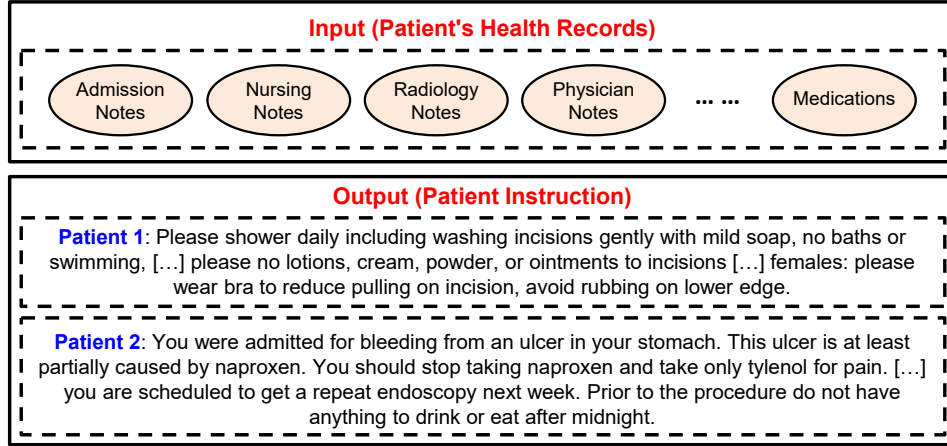 Input (Patient's Health Records)
Admission Notes
Nursing Notes
Radiology Notes
Physician Notes
... ...
Medications
Output (Patient Instruction)
Patient 1: Please shower daily including washing incisions gently with mild soap, no baths or
swimming, […] please no lotions, cream, powder, or ointments to incisions […] females: please
wear bra to reduce pulling on incision, avoid rubbing on lower edge.
Patient 2: You were admitted for bleeding from an ulcer in your stomach. This ulcer is at least
partially caused by naproxen. You should stop taking naproxen and take only tylenol for pain. […]
you are scheduled to get a repeat endoscopy next week. Prior to the procedure do not have
anything to drink or eat after midnight.